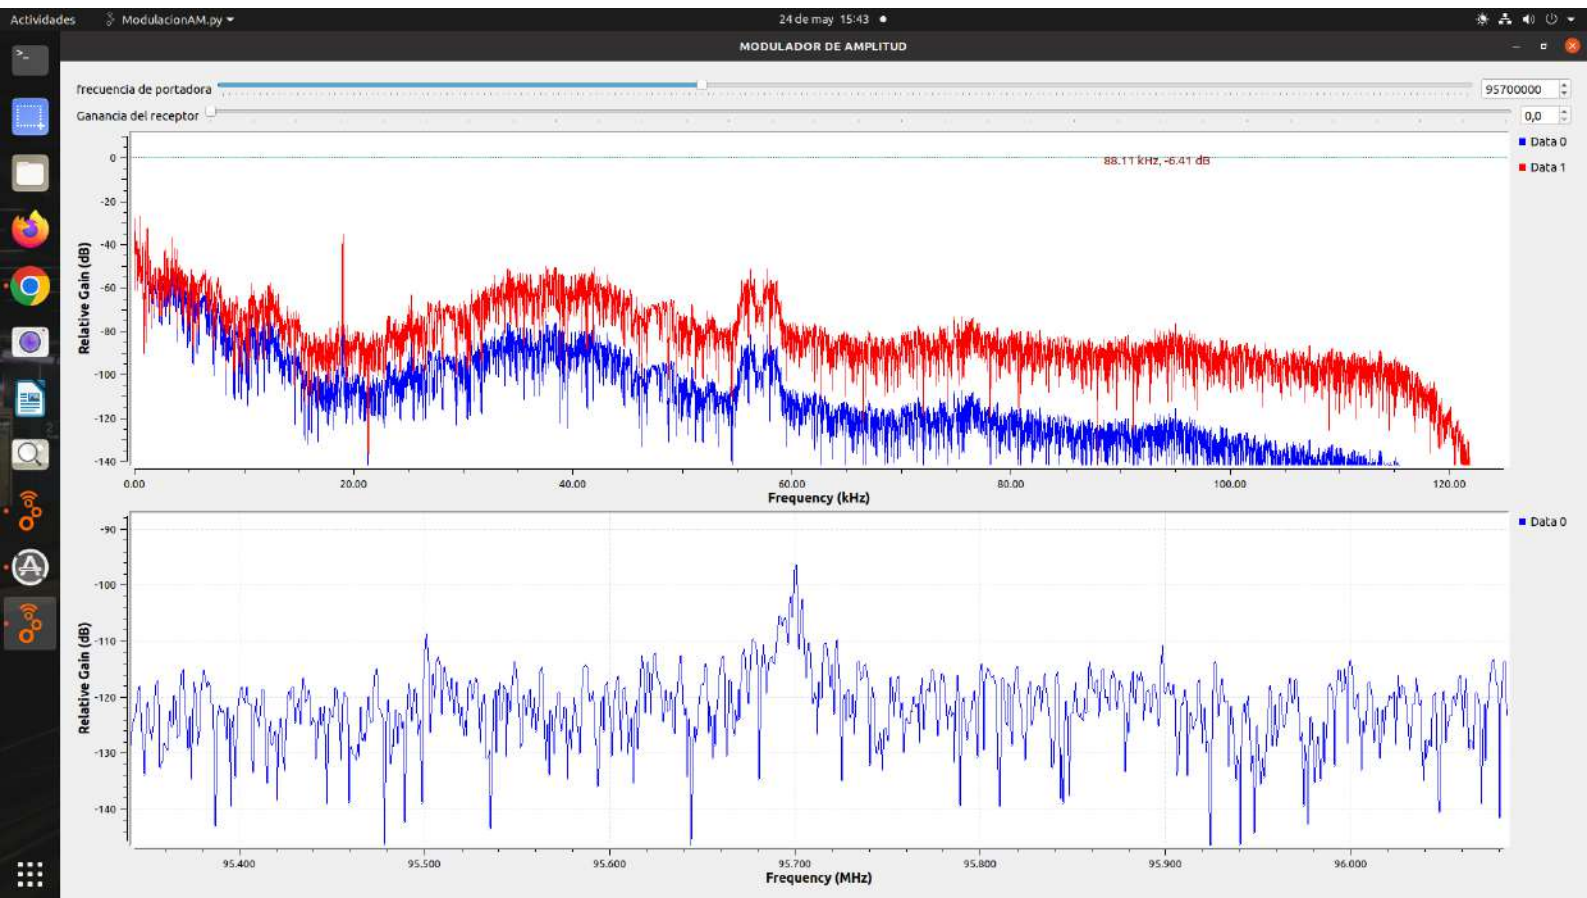 Actividades ModulacionAM.py 24 de may 15:43
MODULADOR DE AMPLITUD
frecuencia de portadora 95700000
Ganancia del receptor 0,0
Data 0
Data 1
88.11 kHz, -6.41 dB
Relative Gain (dB)
0
-20
-40
-60
-80
-100
-120
-140
0.00 20.00 40.00 60.00 80.00 100.00 120.00
Frequency (kHz)
Data 0
Relative Gain (dB)
-90
-100
-110
-120
-130
-140
95.400 95.500 95.600 95.700 95.800 95.900 96.000
Frequency (MHz)